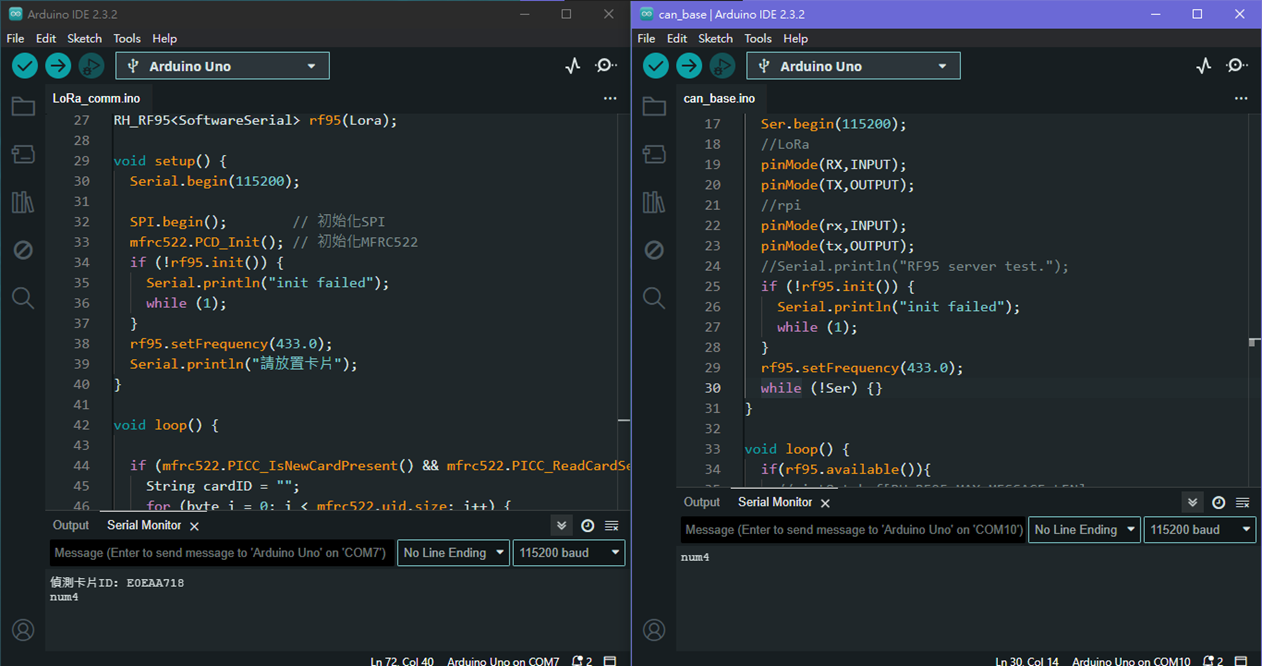 Arduino IDE 2.3.2
File Edit Sketch Tools Help
Arduino Uno
LoRa_comm.ino
27 RH_RF95<SoftwareSerial> rf95(Lora);
28
29 void setup() {
30 Serial.begin(115200);
31
32 SPI.begin(); // 初始化SPI
33 mfrc522.PCD_Init(); // 初始化MFRC522
34 if (!rf95.init()) {
35 Serial.println("init failed");
36 while (1);
37 }
38 rf95.setFrequency(433.0);
39 Serial.println("請放置卡片");
40 }
41
42 void loop() {
43
44 if (mfrc522.PICC_IsNewCardPresent() && mfrc522.PICC_ReadCardSe
45 String cardID = "";
46 for (byte i = 0; i < mfrc522.uid.size; i++) {
Output Serial Monitor
Message (Enter to send message to 'Arduino Uno' on 'COM7') No Line Ending 115200 baud
偵測卡片ID: E0EAA718
num4
Ln 72, Col 40 Arduino Uno on COM7 2
can_base | Arduino IDE 2.3.2
File Edit Sketch Tools Help
Arduino Uno
can_base.ino
17 Ser.begin(115200);
18 //LoRa
19 pinMode(RX,INPUT);
20 pinMode(TX,OUTPUT);
21 //rpi
22 pinMode(rx,INPUT);
23 pinMode(tx,OUTPUT);
24 //Serial.println("RF95 server test.");
25 if (!rf95.init()) {
26 Serial.println("init failed");
27 while (1);
28 }
29 rf95.setFrequency(433.0);
30 while (!Ser) {}
31 }
32
33 void loop() {
34 if(rf95.available()){
Output Serial Monitor
Message (Enter to send message to 'Arduino Uno' on 'COM10') No Line Ending 115200 baud
num4
Ln 30, Col 14 Arduino Uno on COM10 2